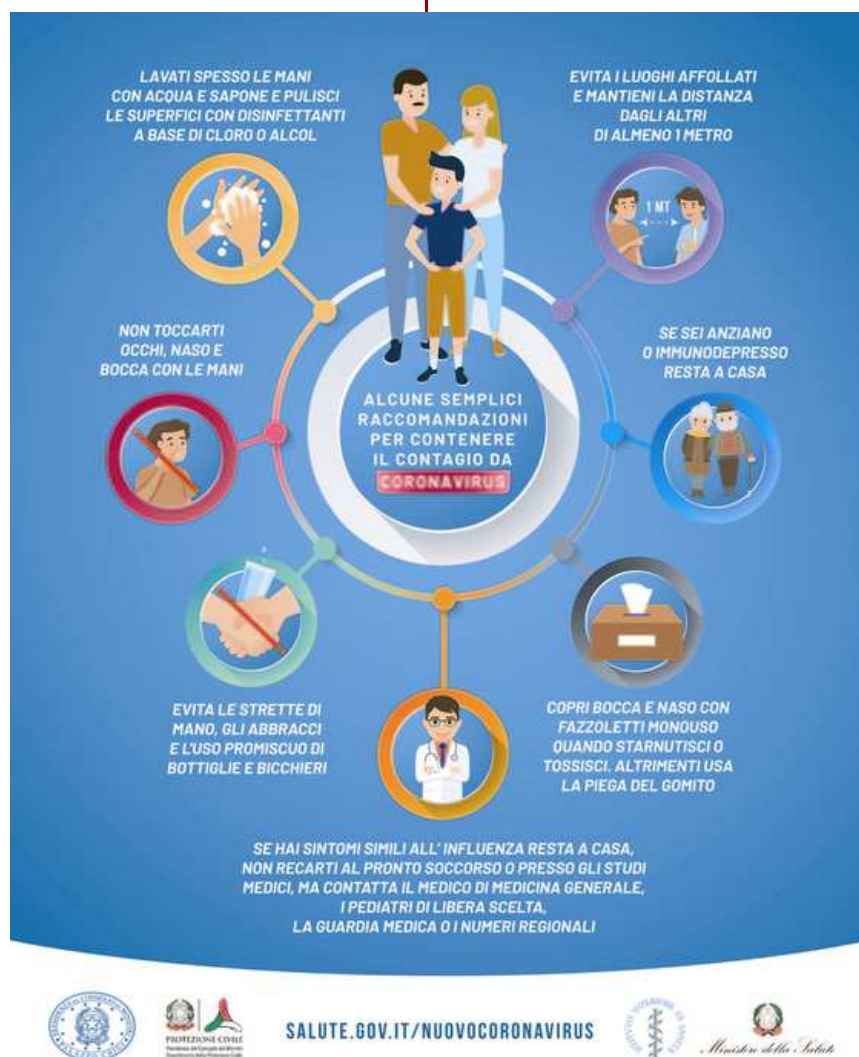 LAVATI SPESSO LE MANI
CON ACQUA E SAPONE E PULISCI
LE SUPERFICI CON DISINFETTANTI
A BASE DI CLORO O ALCOL
EVITA I LUOGHI AFFOLLATI
E MANTIENI LA DISTANZA
DAGLI ALTRI
DI ALMENO 1 METRO
1 MT
NON TOCCARTI
OCCHI, NASO E
BOCCA CON LE MANI
SE SEI ANZIANO
O IMMUNODEPRESSO
RESTA A CASA
ALCUNE SEMPLICI
RACCOMANDAZIONI
PER CONTENERE
IL CONTAGIO DA
CORONAVIRUS
EVITA LE STRETTE DI
MANO, GLI ABBRACCI
E L'USO PROMISCUO DI
BOTTIGLIE E BICCHIERI
COPRI BOCCA E NASO CON
FAZZOLETTI MONOUSO
QUANDO STARNUTISCI O
TOSSISCI. ALTRIMENTI USA
LA PIEGA DEL GOMITO
SE HAI SINTOMI SIMILI ALL' INFLUENZA RESTA A CASA,
NON RECARTI AL PRONTO SOCCORSO O PRESSO GLI STUDI
MEDICI, MA CONTATTA IL MEDICO DI MEDICINA GENERALE,
I PEDIATRI DI LIBERA SCELTA,
LA GUARDIA MEDICA O I NUMERI REGIONALI
PROTEZIONE CIVILE
SALUTE.GOV.IT/NUOVOCORONAVIRUS
Ministero della Salute